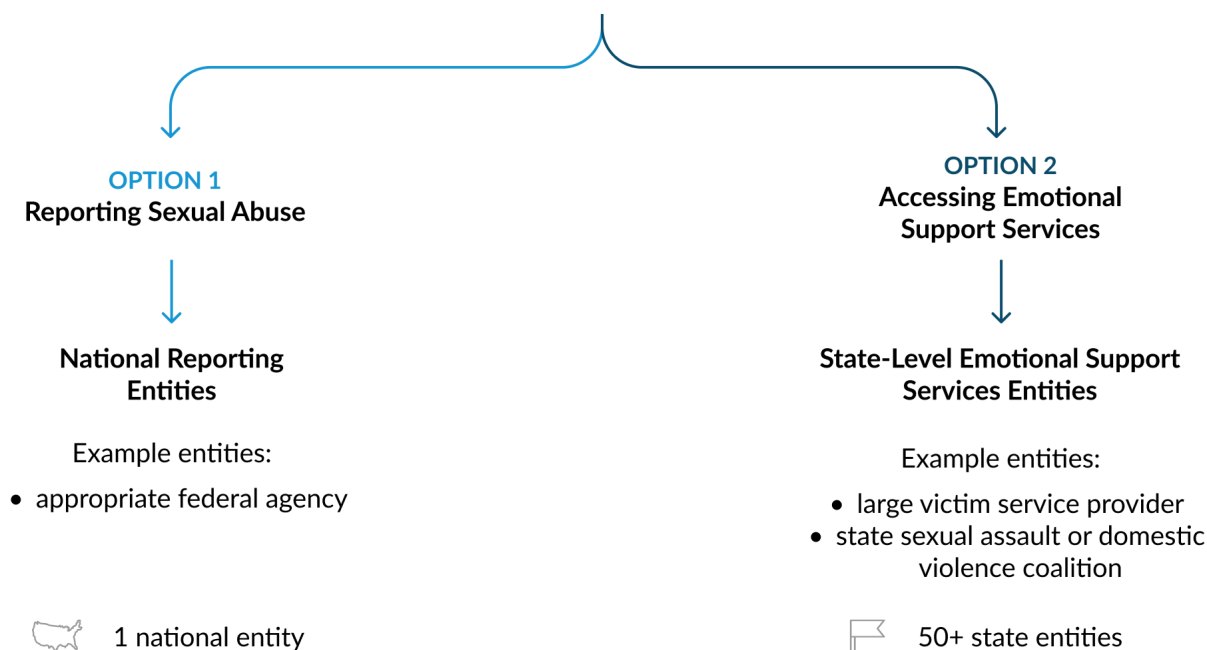 OPTION 1
Reporting Sexual Abuse
National Reporting
Entities
Example entities:
• appropriate federal agency
1 national entity
OPTION 2
Accessing Emotional
Support Services
State-Level Emotional Support
Services Entities
Example entities:
• large victim service provider
• state sexual assault or domestic
violence coalition
50+ state entities